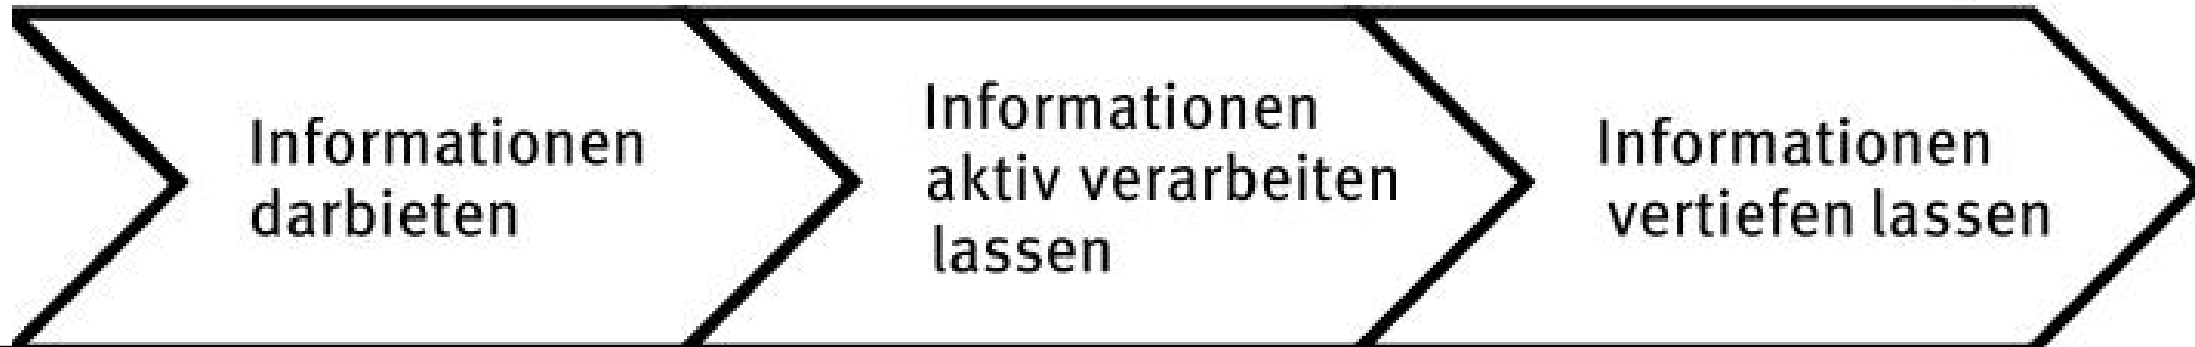 Informationen
darbieten
Informationen
aktiv verarbeiten
lassen
Informationen
vertiefen lassen